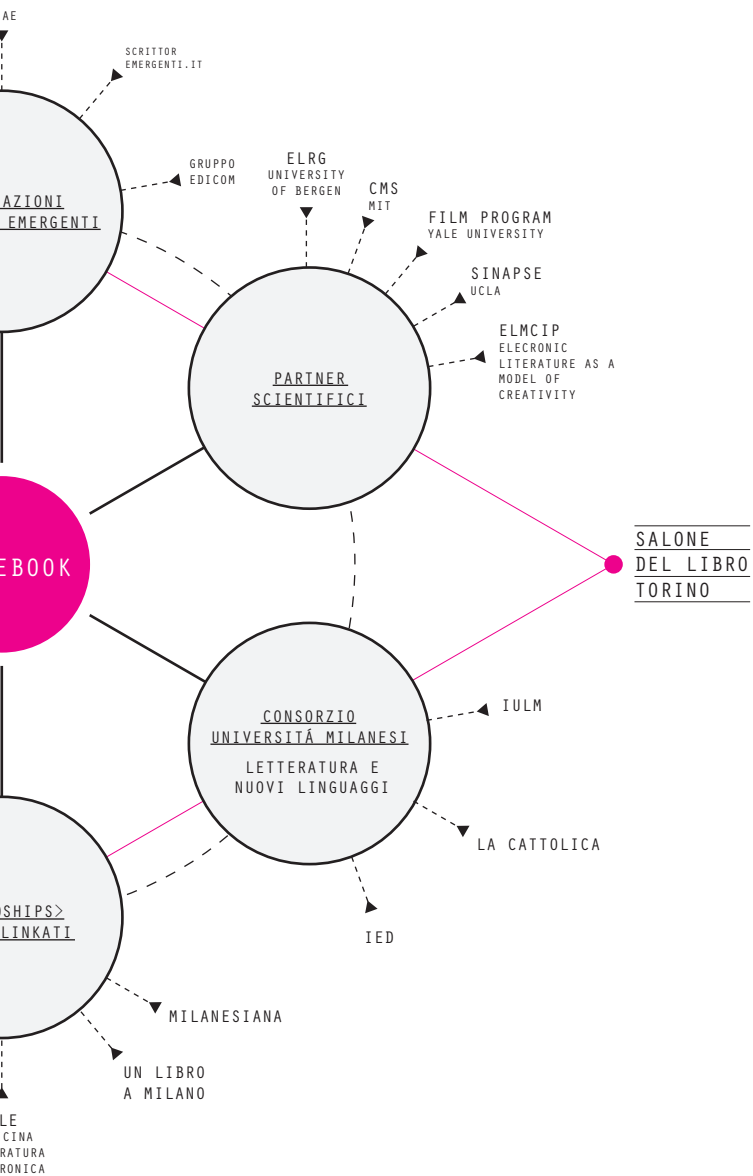 AE
SCRITTOR
EMERGENTI.IT
GRUPPO
EDICOM
AZIONI
EMERGENTI
ELRG
UNIVERSITY
OF BERGEN
CMS
MIT
FILM PROGRAM
YALE UNIVERSITY
SINAPSE
UCLA
ELMCIP
ELECRONIC
LITERATURE AS A
MODEL OF
CREATIVITY
PARTNER
SCIENTIFICI
EBOOK
SALONE
DEL LIBRO
TORINO
CONSORZIO
UNIVERSITÁ MILANESI
LETTERATURA E
NUOVI LINGUAGGI
IULM
LA CATTOLICA
IED
SHIPS>
LINKATI
MILANESIANA
UN LIBRO
A MILANO
LE
CINA
RATURA
RONICA